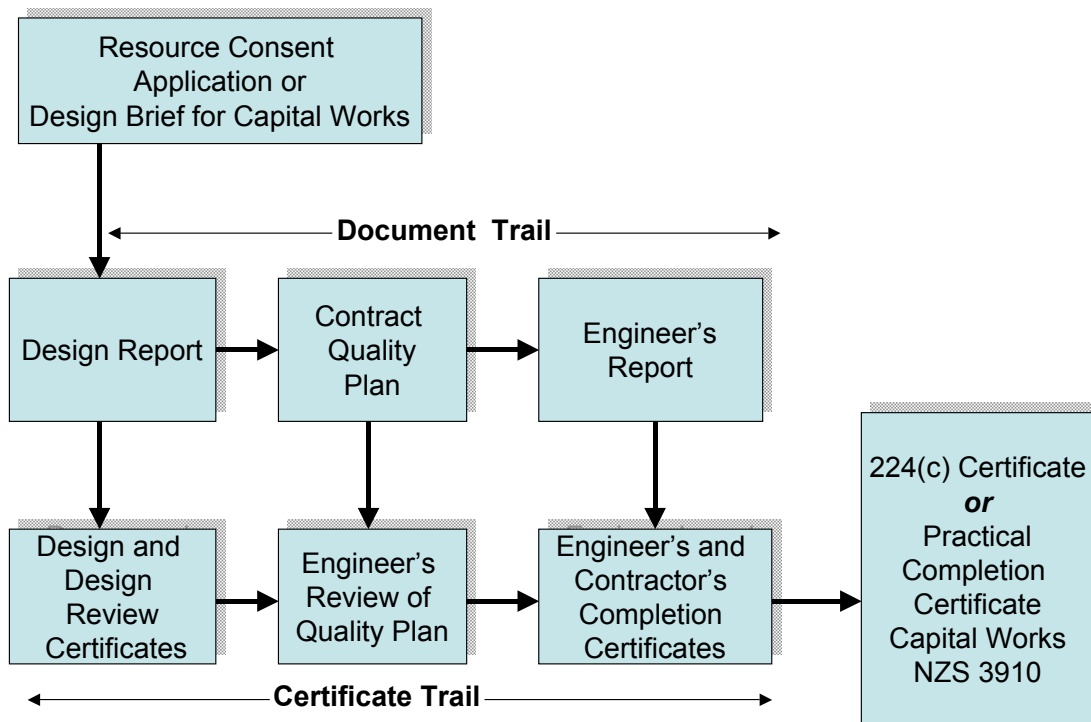 Resource Consent
Application or
Design Brief for Capital Works
Document Trail
Design Report
Contract
Quality
Plan
Engineer’s
Report
Design and
Design
Review
Certificates
Engineer’s
Review of
Quality Plan
Engineer’s and
Contractor’s
Completion
Certificates
224(c) Certificate
or
Practical
Completion
Certificate
Capital Works
NZS 3910
Certificate Trail